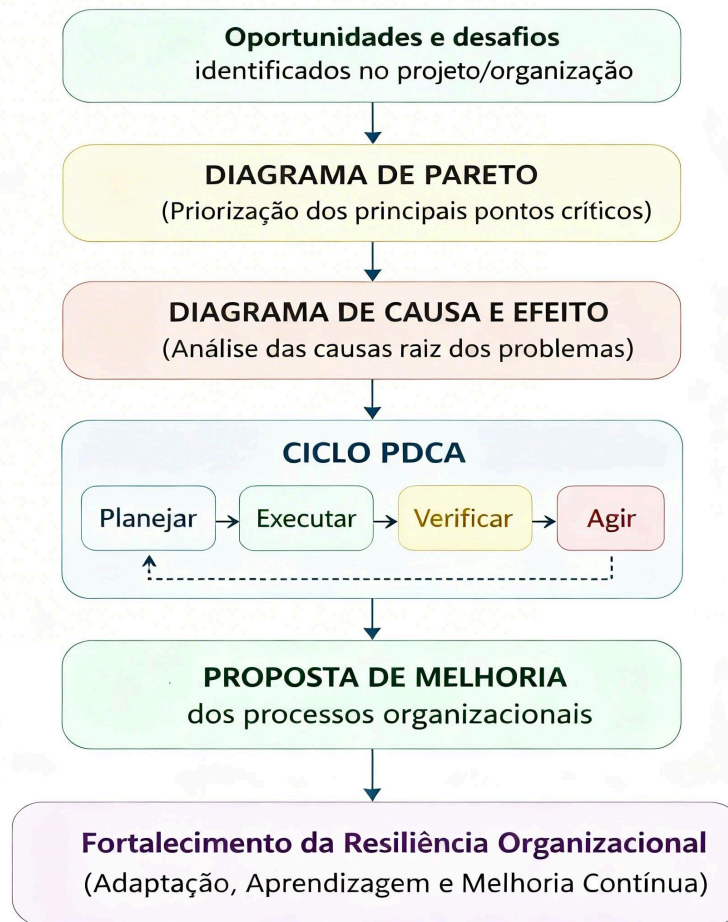 Oportunidades e desafios
identificados no projeto/organização
DIAGRAMA DE PARETO
(Priorização dos principais pontos críticos)
DIAGRAMA DE CAUSA E EFEITO
(Análise das causas raiz dos problemas)
CICLO PDCA
Planejar
Executar
Verificar
Agir
PROPOSTA DE MELHORIA
dos processos organizacionais
Fortalecimento da Resiliência Organizacional
(Adaptação, Aprendizagem e Melhoria Contínua)